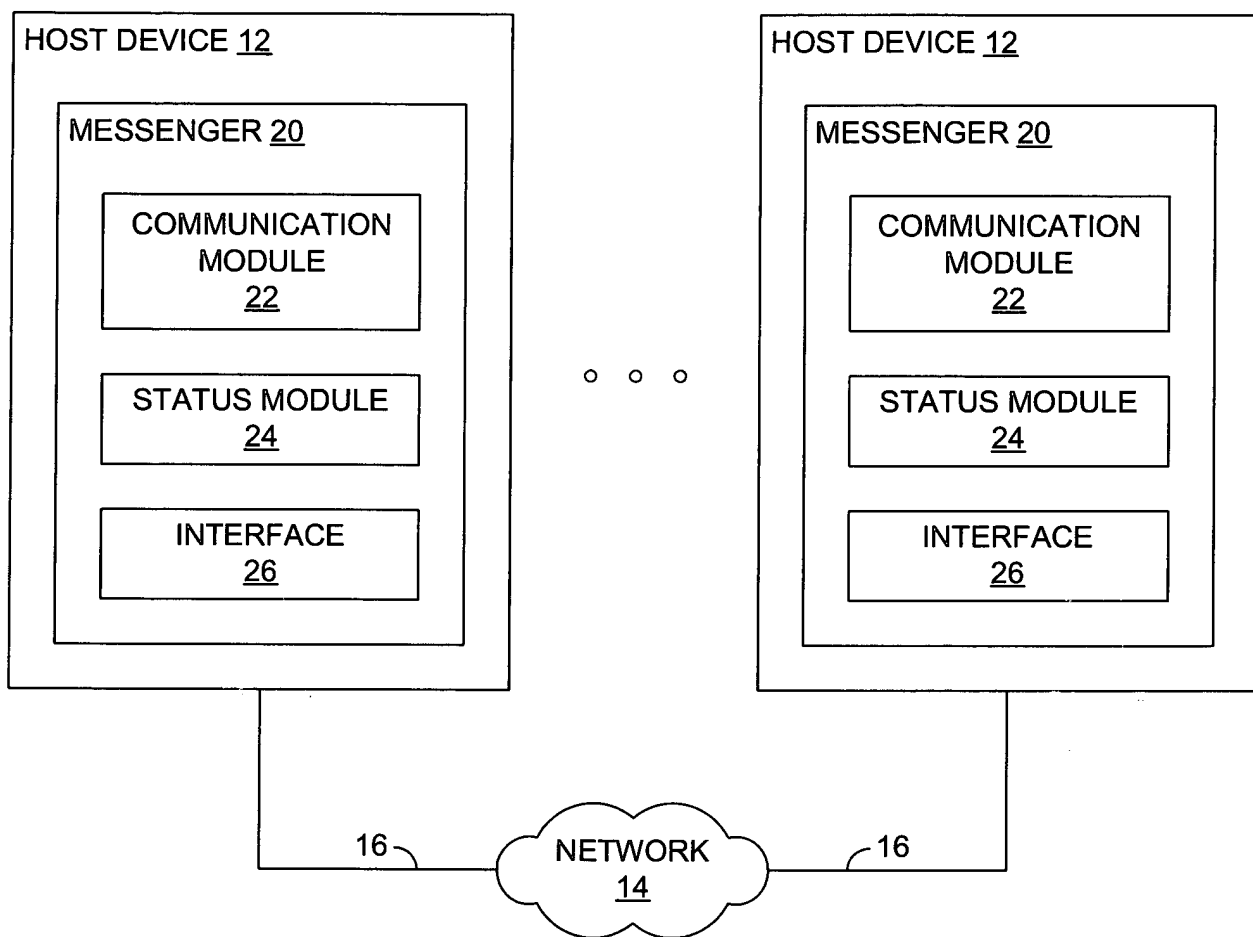 HOST DEVICE 12
MESSENGER 20
COMMUNICATION
MODULE
22
STATUS MODULE
24
INTERFACE
26
HOST DEVICE 12
MESSENGER 20
COMMUNICATION
MODULE
22
STATUS MODULE
24
INTERFACE
26
16
NETWORK
14
16